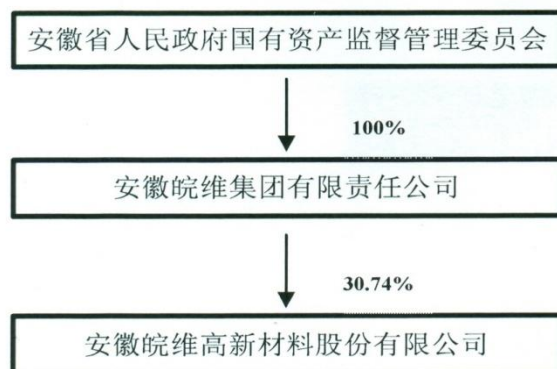 安徽省人民政府国有资产监督管理委员会
100%
安徽皖维集团有限责任公司
30.74%
安徽皖维高新材料股份有限公司